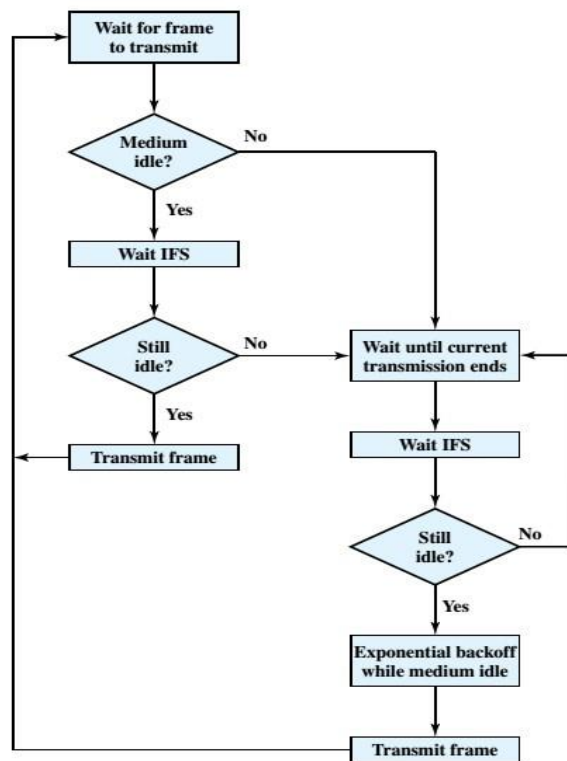 Wait for frame
to transmit
Medium
idle?
No
Yes
Wait IFS
Still
idle?
No
Yes
Transmit frame
Wait until current
transmission ends
Wait IFS
Still
idle?
No
Yes
Exponential backoff
while medium idle
Transmit frame